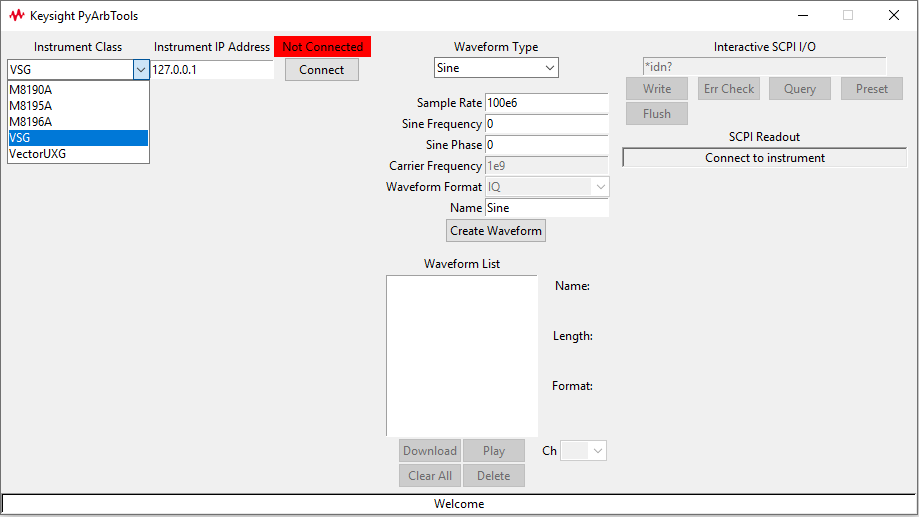 Keysight PyArbTools
Instrument Class
Instrument IP Address
Not Connected
VSG
127.0.0.1
Connect
M8190A
M8195A
M8196A
VSG
VectorUXG
Waveform Type
Sine
Sample Rate 100e6
Sine Frequency 0
Sine Phase 0
Carrier Frequency 1e9
Waveform Format IQ
Name Sine
Create Waveform
Waveform List
Name:
Length:
Format:
Download Play Ch
Clear All Delete
Interactive SCPI I/O
*idn?
Write Err Check Query Preset
Flush
SCPI Readout
Connect to instrument
Welcome